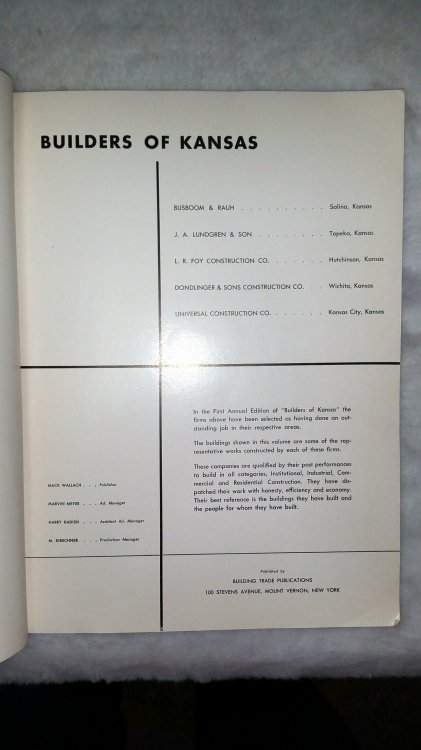 BUILDERS OF KANSAS
BUSBOOM & RAUH . . . . . . . . . . Salina, Kansas
J. A. LUNDGREN & SON . . . . . . . . Topeka, Kansas
L. R. FOY CONSTRUCTION CO. . . . . . . Hutchinson, Kansas
DONDLINGER & SONS CONSTRUCTION CO. . . Wichita, Kansas
UNIVERSAL CONSTRUCTION CO. . . . . . . Kansas City, Kansas
In the First Annual Edition of "Builders of Kansas" the
firms above have been selected as having done an out-
standing job in their respective areas.
The buildings shown in this volume are some of the rep-
resentative works constructed by each of these firms.
These companies are qualified by their past performances
to build in all categories, Institutional, Industrial, Com-
mercial and Residential Construction. They have dis-
patched their work with honesty, efficiency and economy.
Their best reference is the buildings they have built and
the people for whom they have built.
MACK WALLACH . . . . Publisher
MARVIN MEYER . . . Ad. Manager
HARRY KADISH . . . Assistant Ad. Manager
M. KIRSCHNER . . . . Production Manager
Published by
BUILDING TRADE PUBLICATIONS
100 STEVENS AVENUE, MOUNT VERNON, NEW YORK